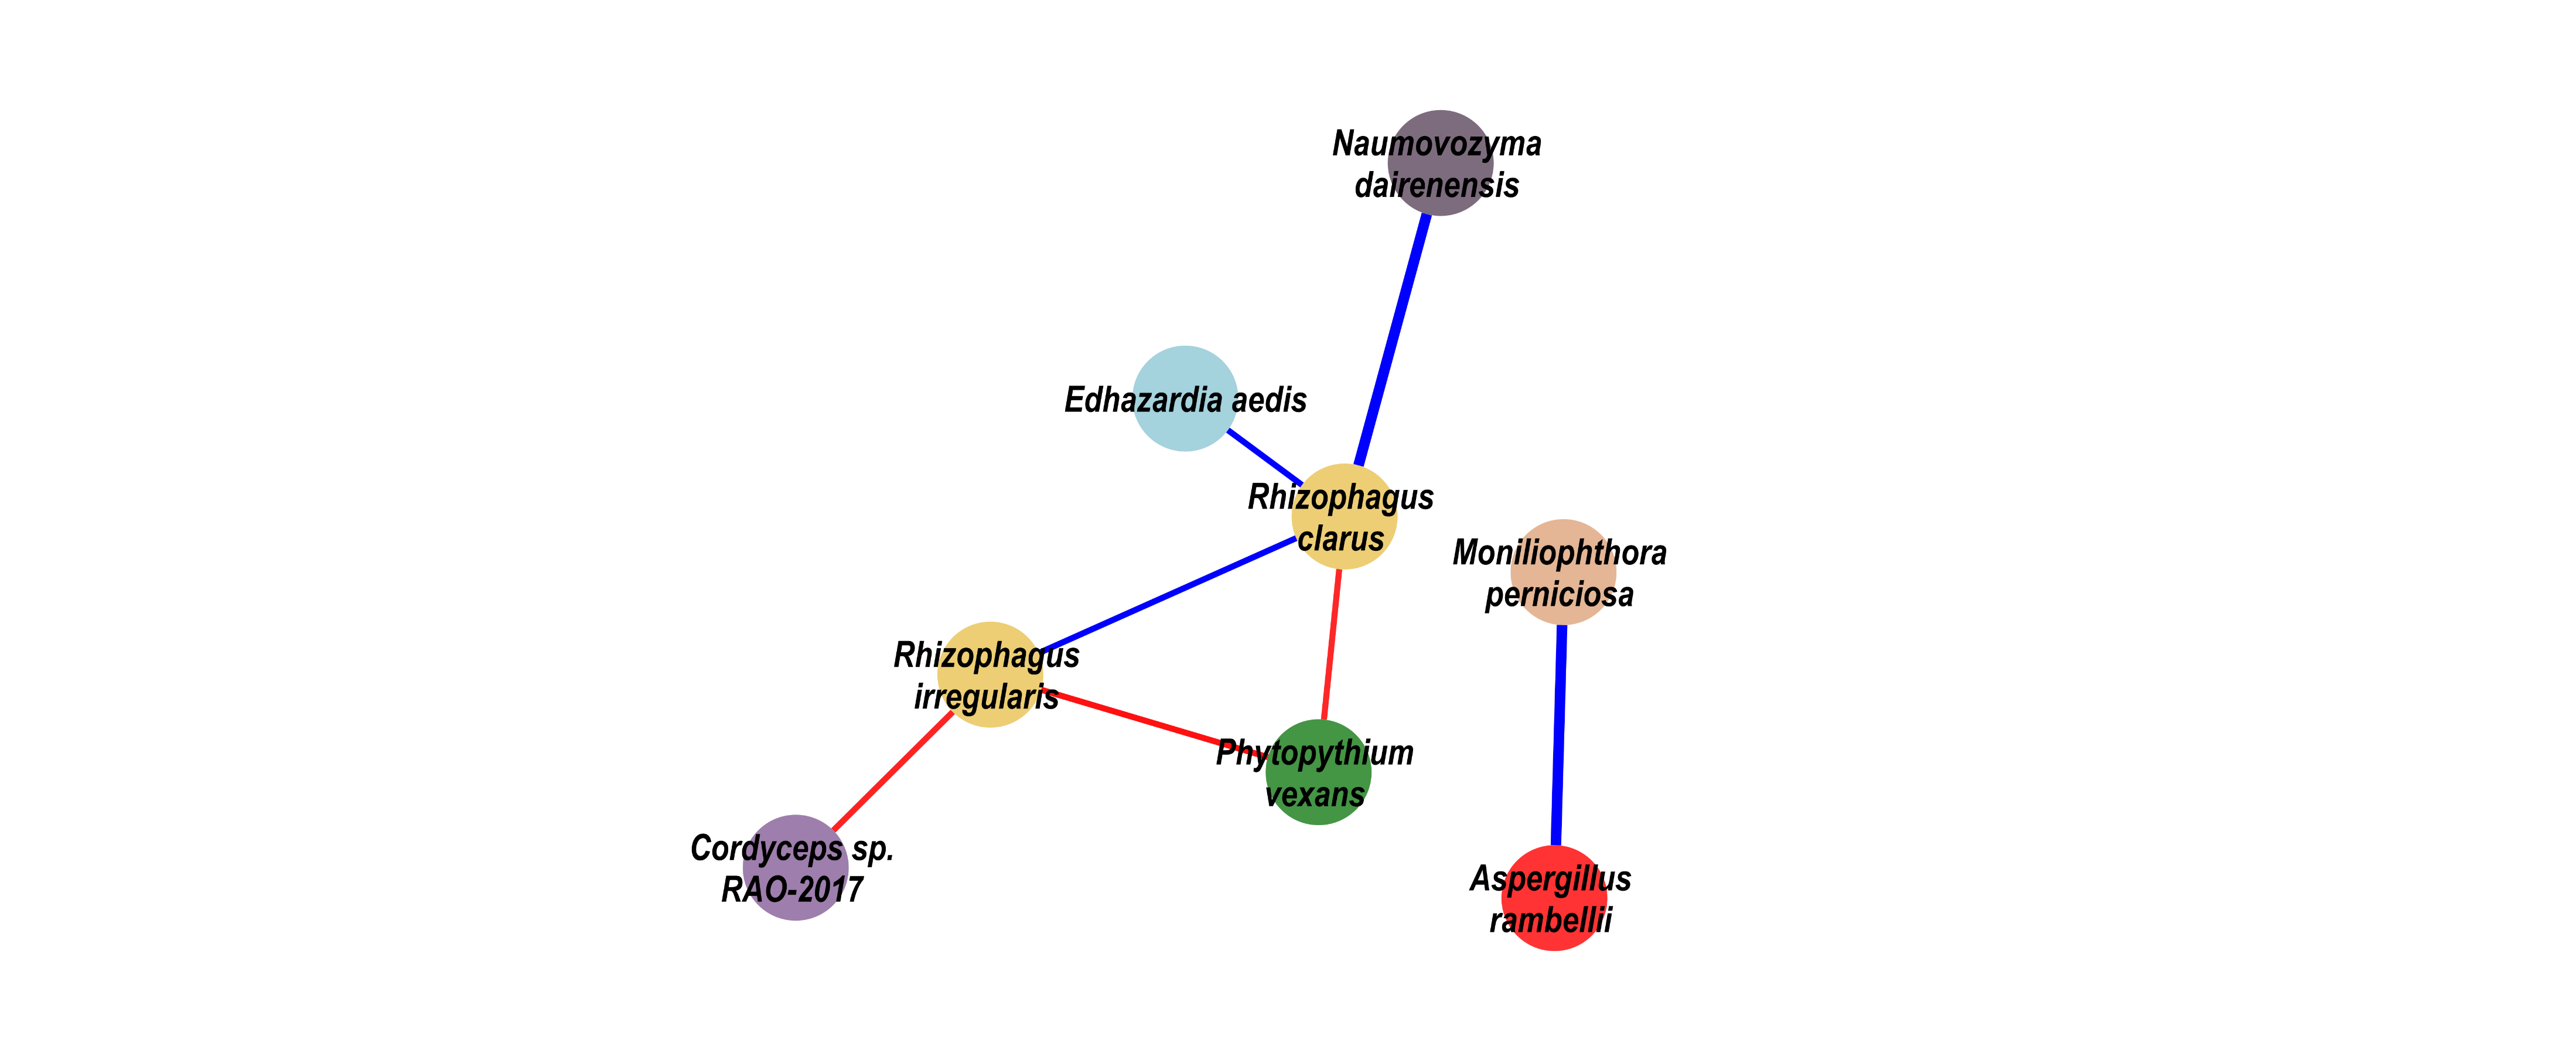 Naumovozyma
dairenensis
Edhazardia aedis
Rhizophagus
clarus
Moniliophthora
perniciosa
Rhizophagus
irregularis
Phytopythium
vexans
Cordyceps sp.
RAO-2017
Aspergillus
rambellii